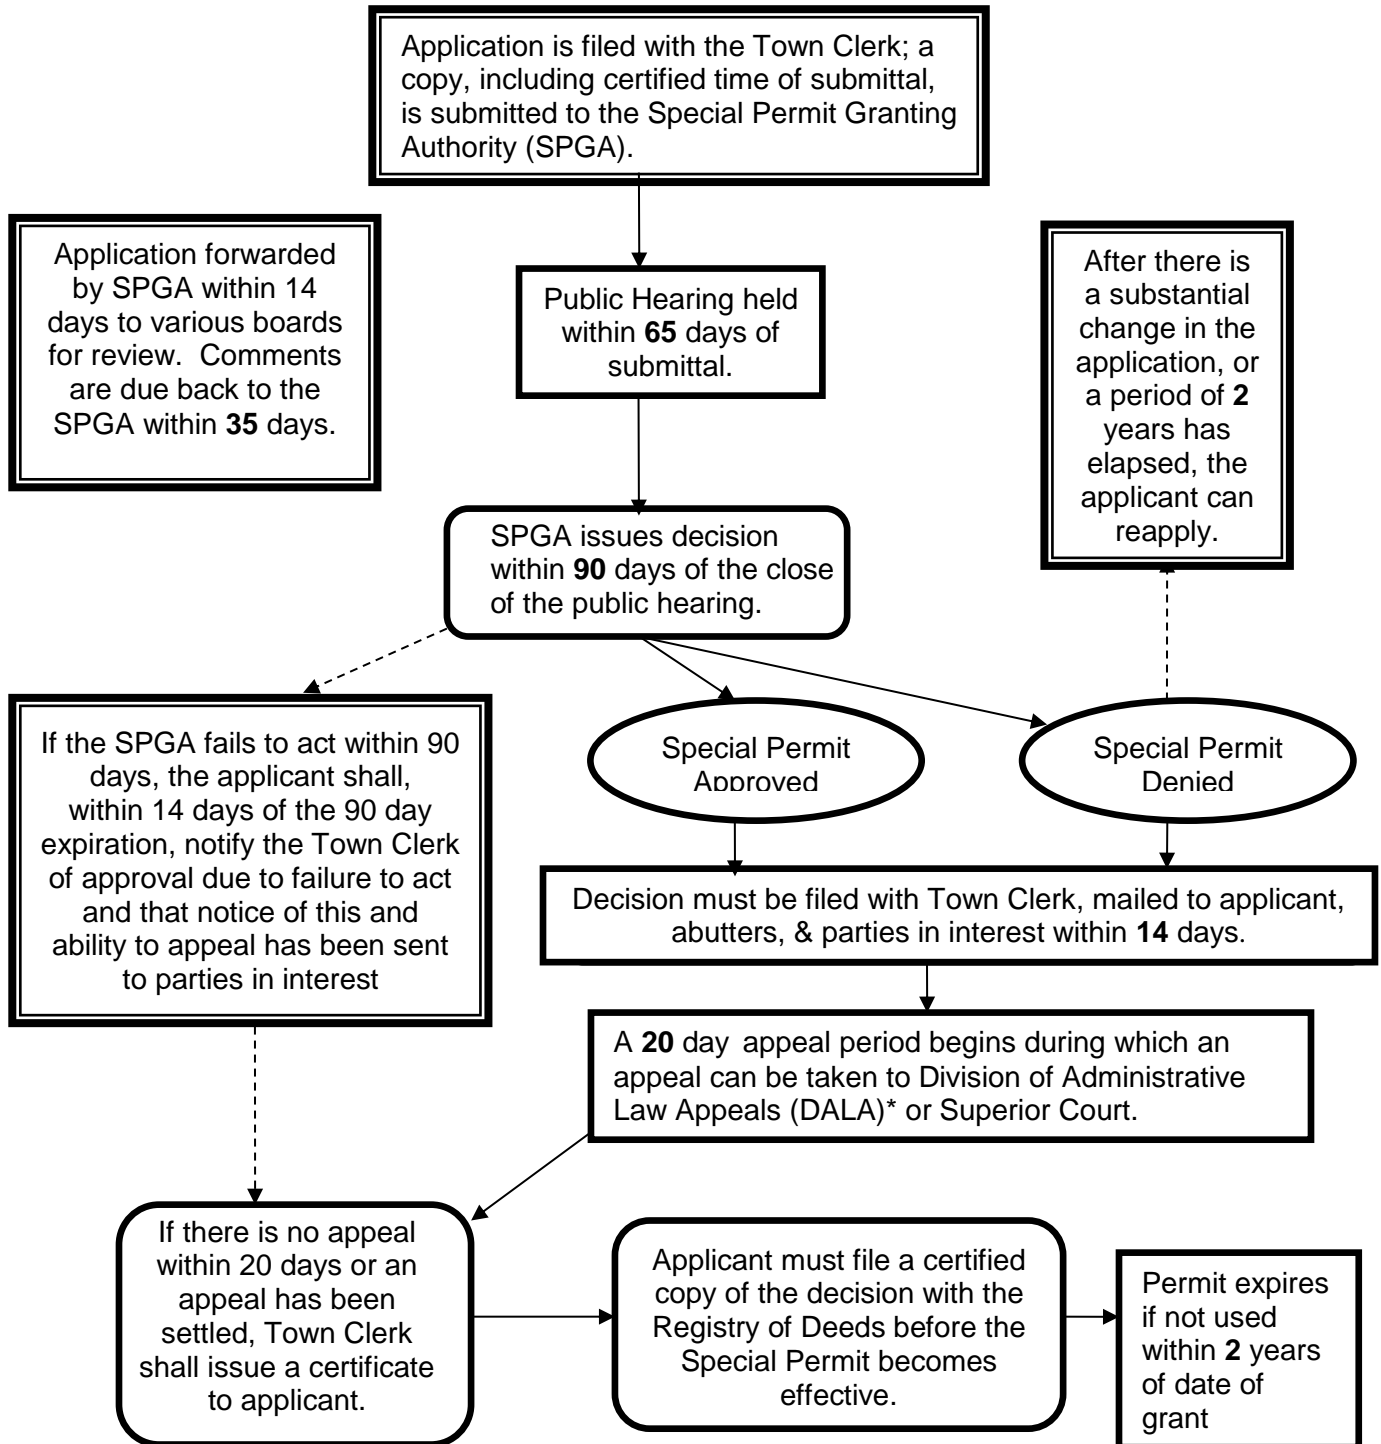 Application is filed with the Town Clerk; a
copy, including certified time of submittal,
is submitted to the Special Permit Granting
Authority (SPGA).
Application forwarded
by SPGA within 14
days to various boards
for review.  Comments
are due back to the
SPGA within 35 days.
Public Hearing held
within 65 days of
submittal.
After there is
a substantial
change in the
application, or
a period of 2
years has
elapsed, the
applicant can
reapply.
SPGA issues decision
within 90 days of the close
of the public hearing.
If the SPGA fails to act within 90
days, the applicant shall,
within 14 days of the 90 day
expiration, notify the Town Clerk
of approval due to failure to act
and that notice of this and
ability to appeal has been sent
to parties in interest
Special Permit
Approved
Special Permit
Denied
Decision must be filed with Town Clerk, mailed to applicant,
abutters, & parties in interest within 14 days.
A 20 day  appeal period begins during which an
appeal can be taken to Division of Administrative
Law Appeals (DALA)* or Superior Court.
If there is no appeal
within 20 days or an
appeal has been
settled, Town Clerk
shall issue a certificate
to applicant.
Applicant must file a certified
copy of the decision with the
Registry of Deeds before the
Special Permit becomes
effective.
Permit expires
if not used
within 2 years
of date of
grant